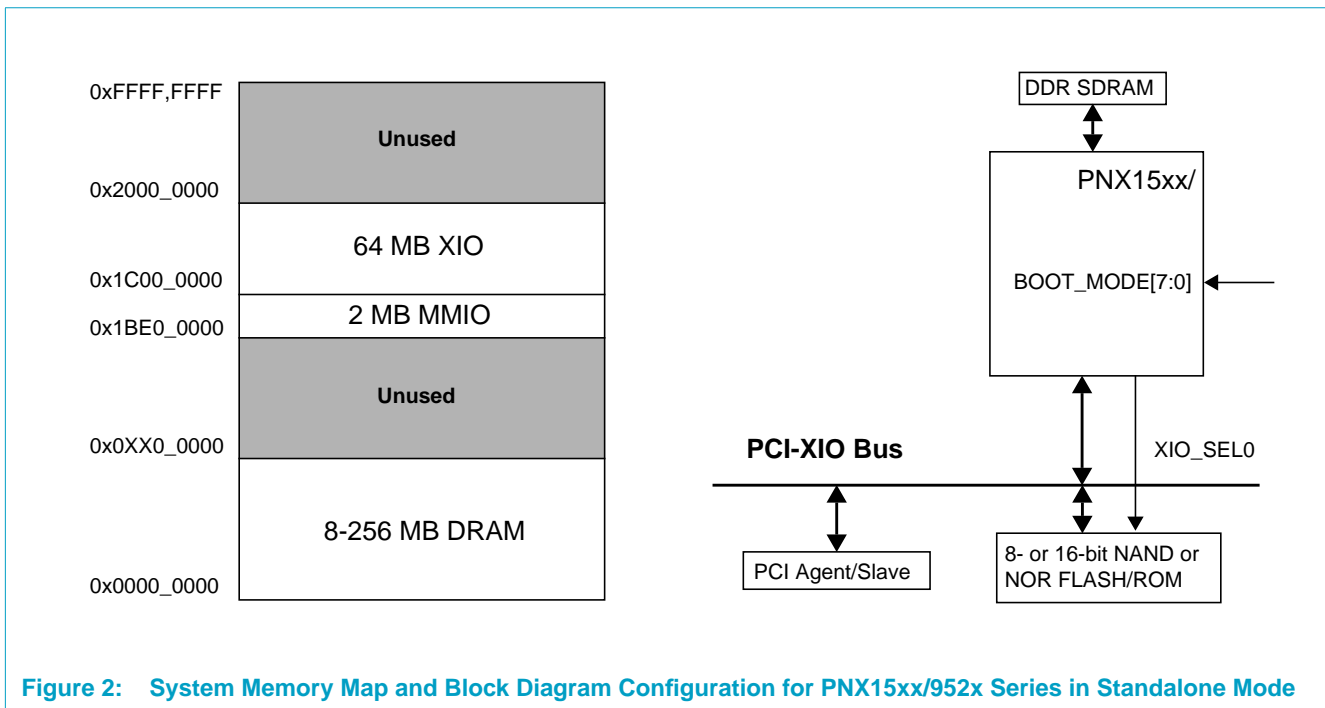 0xFFFF,FFFF
Unused
0x2000_0000
64 MB XIO
0x1C00_0000
2 MB MMIO
0x1BE0_0000
Unused
0x0XX0_0000
8-256 MB DRAM
0x0000_0000
DDR SDRAM
PNX15xx/
BOOT_MODE[7:0]
PCI-XIO Bus
XIO_SEL0
PCI Agent/Slave
8- or 16-bit NAND or
NOR FLASH/ROM
Figure 2: System Memory Map and Block Diagram Configuration for PNX15xx/952x Series in Standalone Mode